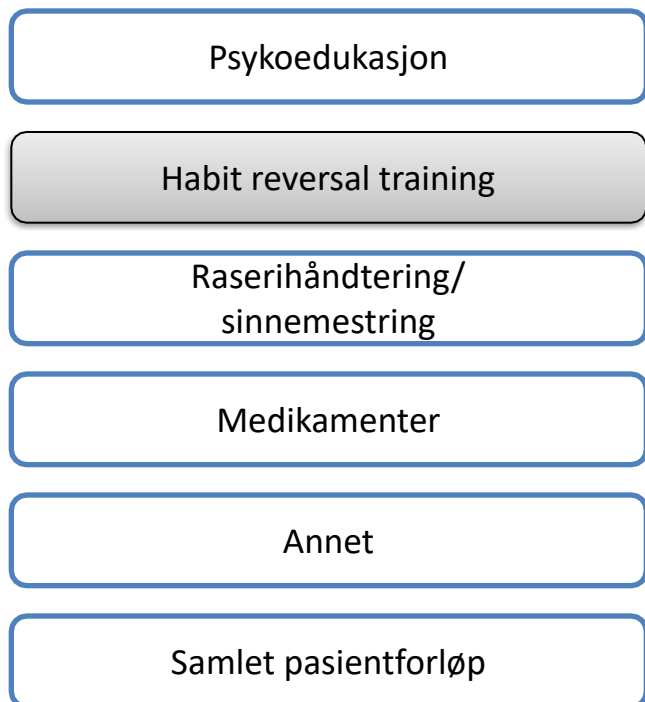 Psykoedukasjon
Habit reversal training
Raserihåndtering/
sinnemestring
Medikamenter
Annet
Samlet pasientforløp